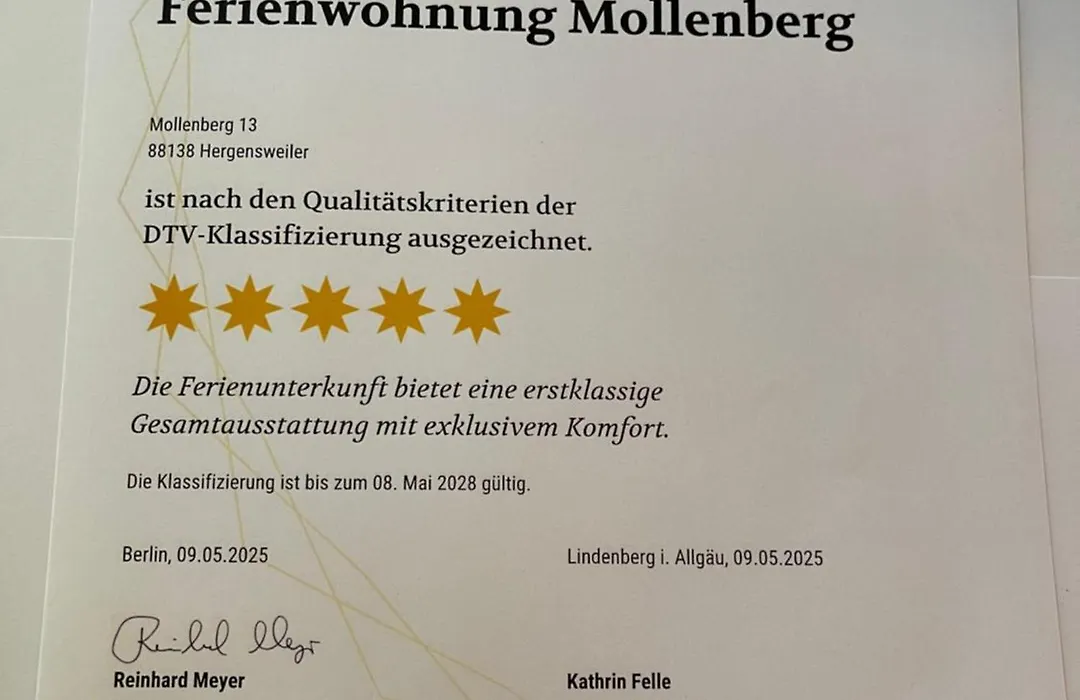 Ferienwohnung Mollenberg
Mollenberg 13
88138 Hergensweiler
ist nach den Qualitätskriterien der
DTV-Klassifizierung ausgezeichnet.
Die Ferienunterkunft bietet eine erstklassige
Gesamtausstattung mit exklusivem Komfort.
Die Klassifizierung ist bis zum 08. Mai 2028 gültig.
Berlin, 09.05.2025
Lindenberg i. Allgäu, 09.05.2025
Reinhard Meyer
Reinhard Meyer
Kathrin Felle